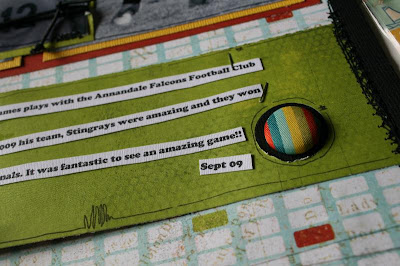 ames plays with the Annandale Falcons Football Club
009 his team, Stingrays were amazing and they won
nals. It was fantastic to see an amazing game!!
Sept 09